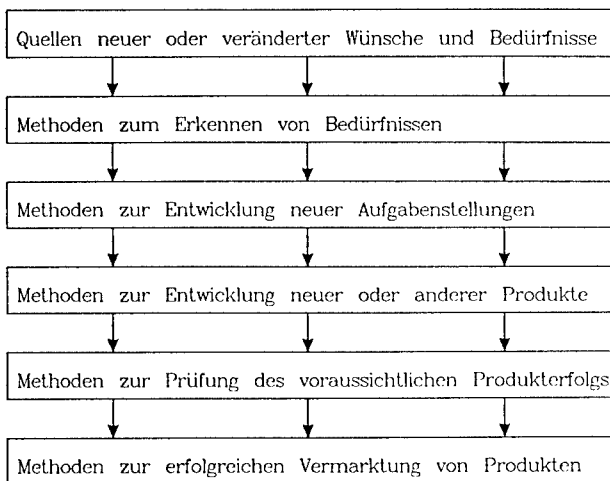 Quellen neuer oder veränderter Wünsche und Bedürfnisse
Methoden zum Erkennen von Bedürfnissen
Methoden zur Entwicklung neuer Aufgabenstellungen
Methoden zur Entwicklung neuer oder anderer Produkte
Methoden zur Prüfung des voraussichtlichen Produkterfolgs
Methoden zur erfolgreichen Vermarktung von Produkten